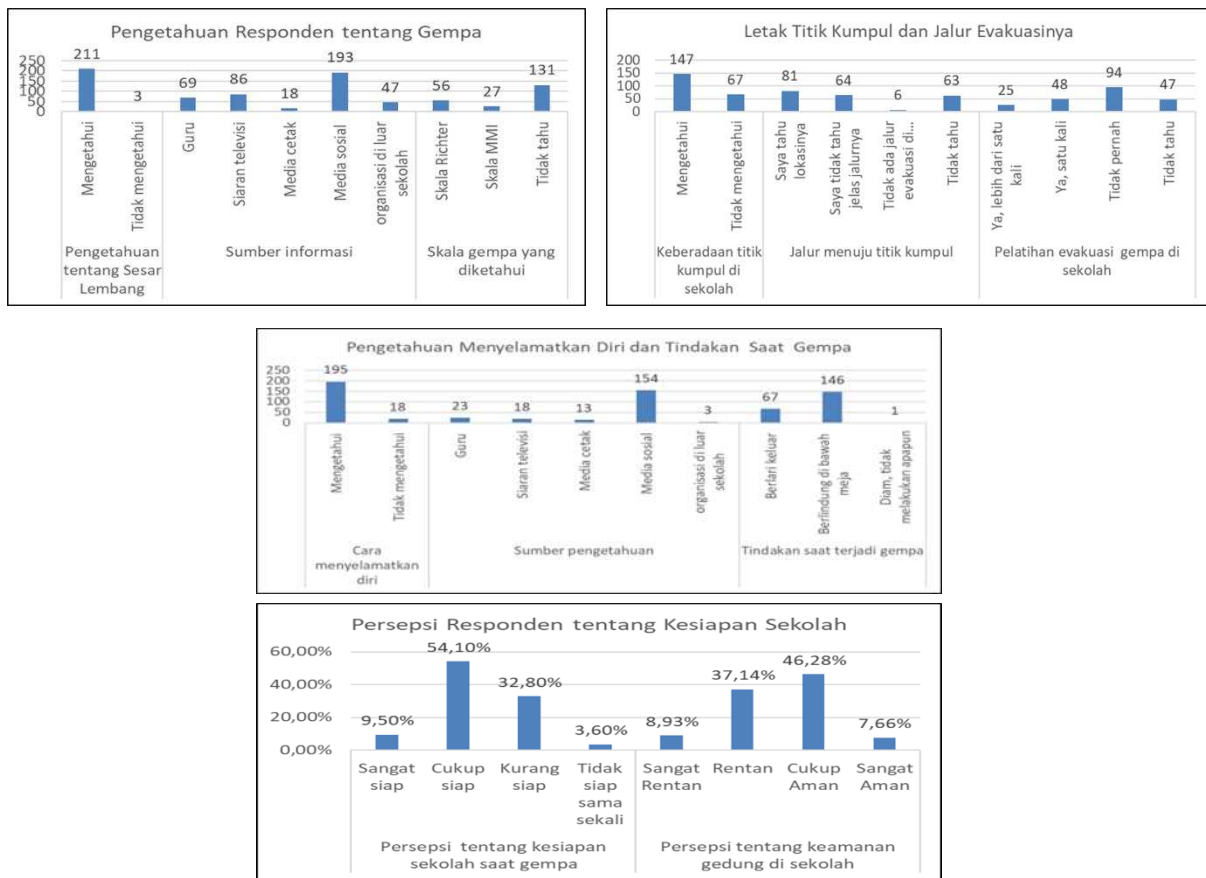 Pengetahuan Responden tentang Gempa
250
200
150
100
50
0
211
3
69
86
18
193
47
56
27
131
Mengetahui
Tidak mengetahui
Guru
Siaran televisi
Media cetak
Media sosial
organisasi di luar
sekolah
Skala Richter
Skala MMI
Tidak tahu
Pengetahuan
tentang Sesar
Lembang
Sumber informasi
Skala gempa yang
diketahui
Letak Titik Kumpul dan Jalur Evakuasinya
200
150
100
50
0
147
67
81
64
6
63
25
48
94
47
Mengetahui
Tidak mengetahui
Saya tahu
lokasinya
Saya tidak tahu
jelas jalurnya
Tidak ada jalur
evakuasi di...
Tidak tahu
Ya, lebih dari satu
kali
Ya, satu kali
Tidak pernah
Tidak tahu
Keberadaan titik
kumpul di
sekolah
Jalur menuju titik kumpul
Pelatihan evakuasi gempa di
sekolah
Pengetahuan Menyelamatkan Diri dan Tindakan Saat Gempa
250
200
150
100
50
0
195
18
23
18
13
154
3
67
146
1
Mengetahui
Tidak mengetahui
Guru
Siaran televisi
Media cetak
Media sosial
organisasi di luar
sekolah
Berlari keluar
Berlindung di bawah
meja
Diam, tidak
melakukan apapun
Cara
menyelamatkan
diri
Sumber pengetahuan
Tindakan saat terjadi gempa
Persepsi Responden tentang Kesiapan Sekolah
60,00%
40,00%
20,00%
0,00%
9,50%
54,10%
32,80%
3,60%
8,93%
37,14%
46,28%
7,66%
Sangat
siap
Cukup
siap
Kurang
siap
Tidak
siap
sama
sekali
Sangat
Rentan
Rentan
Cukup
Aman
Sangat
Aman
Persepsi tentang kesiapan
sekolah saat gempa
Persepsi tentang keamanan
gedung di sekolah